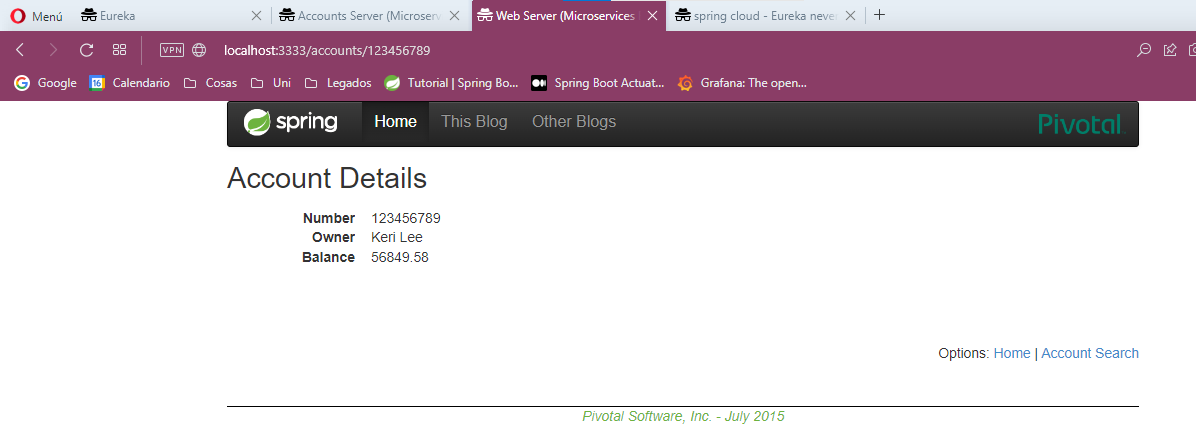 Menú Eureka Accounts Server (Microserv Web Server (Microservices spring cloud - Eureka never
VPN localhost:3333/accounts/123456789
Google 16 Calendario Cosas Uni Legados Tutorial | Spring Bo... Spring Boot Actuat... Grafana: The open...
spring Home This Blog Other Blogs Pivotal
Account Details
Number 123456789
Owner Keri Lee
Balance 56849.58
Options: Home | Account Search
Pivotal Software, Inc. - July 2015